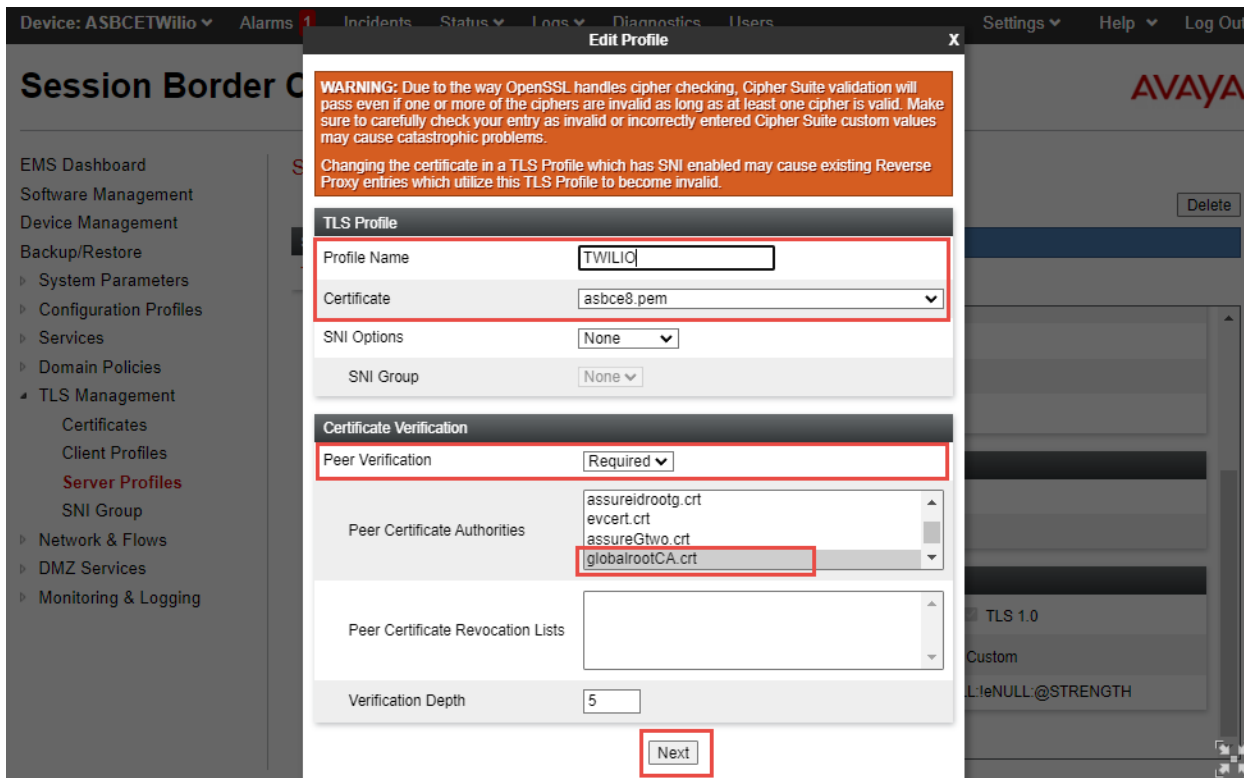 Device: ASBCETWilio Alarms 1 Incidents Status Logs Diagnostics Users Settings Help Log Out
Edit Profile X
Session Border C
AVAYA
WARNING: Due to the way OpenSSL handles cipher checking, Cipher Suite validation will
pass even if one or more of the ciphers are invalid as long as at least one cipher is valid. Make
sure to carefully check your entry as invalid or incorrectly entered Cipher Suite custom values
may cause catastrophic problems.
Changing the certificate in a TLS Profile which has SNI enabled may cause existing Reverse
Proxy entries which utilize this TLS Profile to become invalid.
EMS Dashboard
Software Management
Device Management
Backup/Restore
System Parameters
Configuration Profiles
Services
Domain Policies
TLS Management
Certificates
Client Profiles
Server Profiles
SNI Group
Network & Flows
DMZ Services
Monitoring & Logging
S
Delete
TLS Profile
Profile Name TWILIO
Certificate asbce8.pem
SNI Options None
SNI Group None
Certificate Verification
Peer Verification Required
Peer Certificate Authorities
assureidrootg.crt
evcert.crt
assureGtwo.crt
globalrootCA.crt
Peer Certificate Revocation Lists
Verification Depth 5
Next
TLS 1.0
Custom
L:!eNULL:@STRENGTH